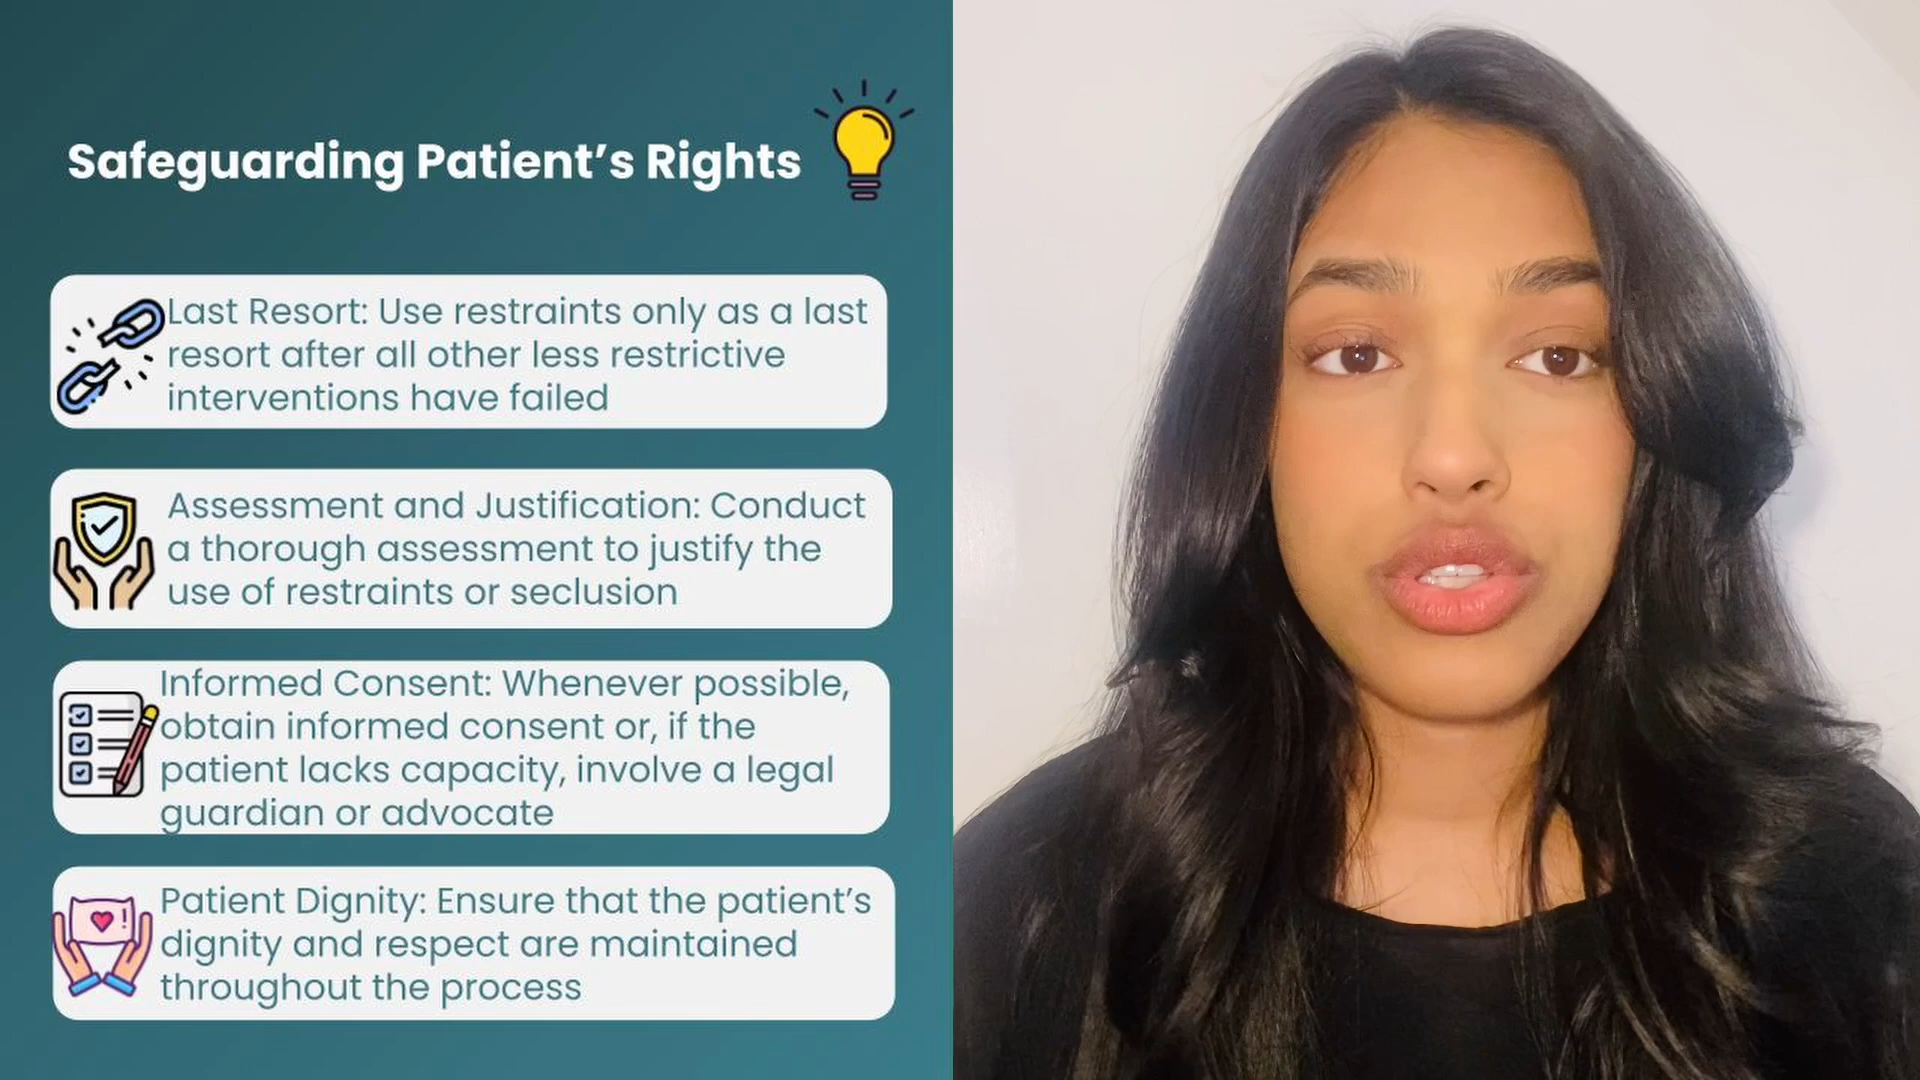 Safeguarding Patient’s Rights
Last Resort: Use restraints only as a last
resort after all other less restrictive
interventions have failed
Assessment and Justification: Conduct
a thorough assessment to justify the
use of restraints or seclusion
Informed Consent: Whenever possible,
obtain informed consent or, if the
patient lacks capacity, involve a legal
guardian or advocate
Patient Dignity: Ensure that the patient’s
dignity and respect are maintained
throughout the process